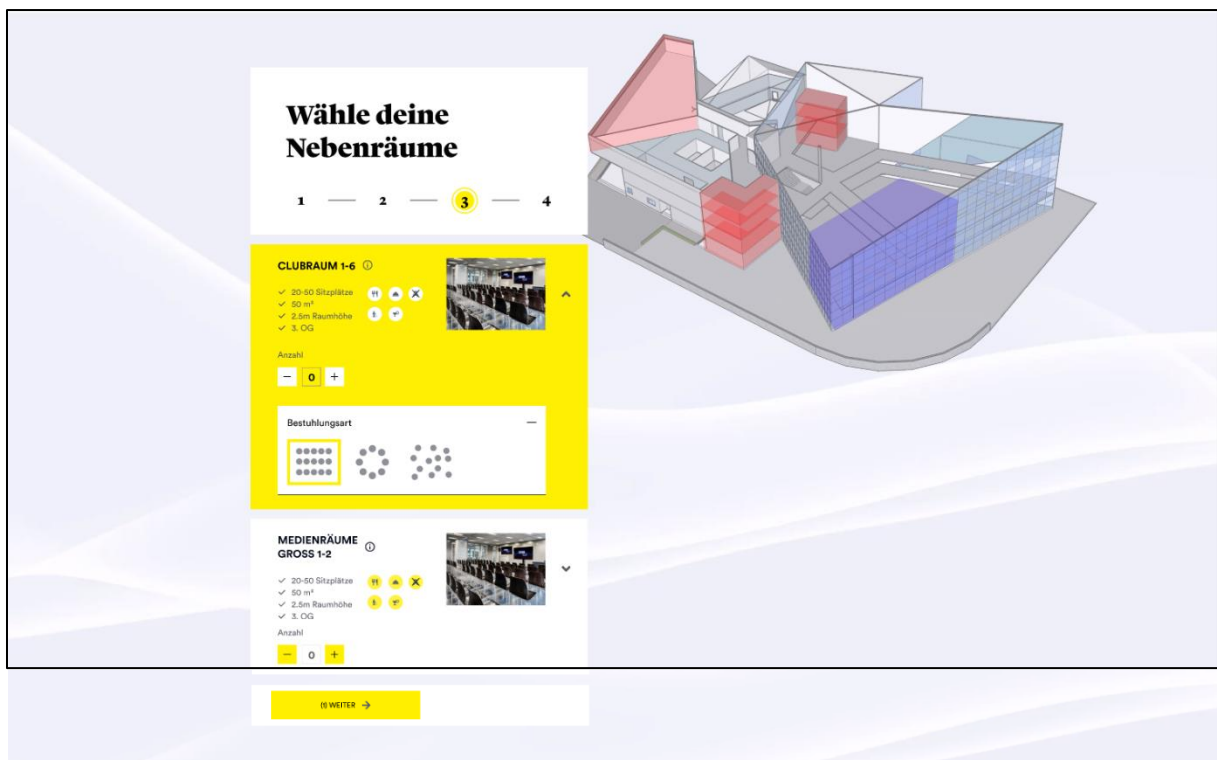 Wähle deine
Nebenräume
1 2 3 4
CLUBRAUM 1-6
20-50 Sitzplätze
50 m²
2.5m Raumhöhe
3. OG
Anzahl
− 0 +
Bestuhlungsart
MEDIENRÄUME
GROSS 1-2
20-50 Sitzplätze
50 m²
2.5m Raumhöhe
3. OG
Anzahl
− 0 +
(1) WEITER →